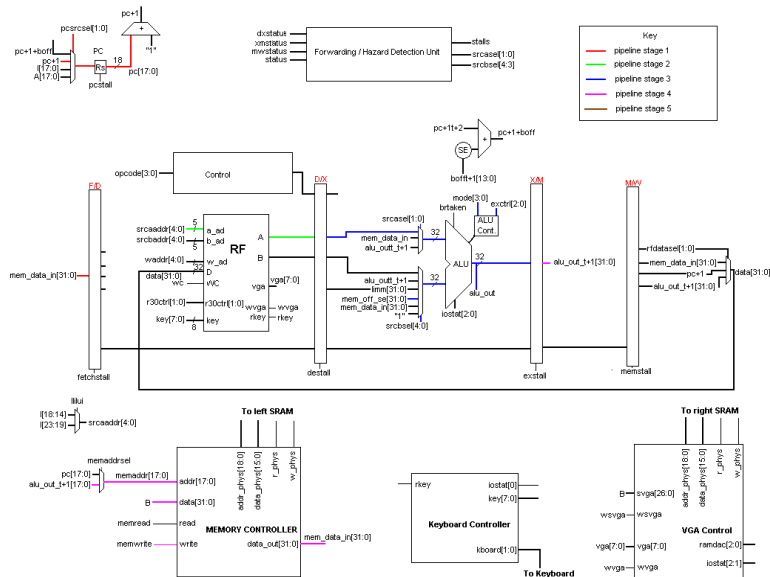 pc+1
pcsrcsel[1:0]
pc+1+boff
PC
"1"
pc+1
I[17:0]
A[17:0]
Rs
18
pc[17:0]
pcstall
dxstatus
xmstatus
mwstatus
status
Forwarding / Hazard Detection Unit
stalls
srcasel[1:0]
srcbsel[4:3]
Key
pipeline stage 1
pipeline stage 2
pipeline stage 3
pipeline stage 4
pipeline stage 5
pc+1t+2
pc+1+boff
SE
bofft+1[13:0]
opcode[3:0]
Control
F/D
D/X
X/M
M/W
mem_data_in[31:0]
fetchstall
srcaaddr[4:0]
5
a_ad
srcbaddr[4:0]
5
b_ad
RF
A
B
waddr[4:0]
w_ad
32
data[31:0]
D
wc
WC
vga
vga[7:0]
r30ctrl[1:0]
r30ctrl[1:0]
wvga
wvga
key[7:0]
8
key
rkey
rkey
destall
srcasel[1:0]
mem_data_in
alu_outt+1
32
alu_outt_t+1
limm[31:0]
mem_off_se[31:0]
mem_data_in[31:0]
"1"
srcbsel[4:0]
32
brtaken
mode[3:0]
exctrl[2:0]
ALU
Cont.
ALU
32
alu_out
iostat[2:0]
exstall
alu_out_t+1[31:0]
memstall
rfdatasel[1:0]
mem_data_in[31:0]
pc+1
alu_out_t+1[31:0]
data[31:0]
lilui
I[18:14]
I[23:19]
srcaaddr[4:0]
memaddrsel
pc[17:0]
alu_out_t+1[17:0]
memaddr[17:0]
To left SRAM
addr_phys[18:0]
data_phys[15:0]
r_phys
w_phys
addr[17:0]
B
data[31:0]
memread
read
MEMORY CONTROLLER
memwrite
write
data_out[31:0]
mem_data_in[31:0]
rkey
iostat[0]
key[7:0]
Keyboard Controller
kboard[1:0]
To Keyboard
To right SRAM
addr_phys[18:0]
data_phys[15:0]
r_phys
w_phys
B
svga[26:0]
wsvga
wsvga
VGA Control
vga[7:0]
vga[7:0]
ramdac[2:0]
iostat[2:1]
wvga
wvga